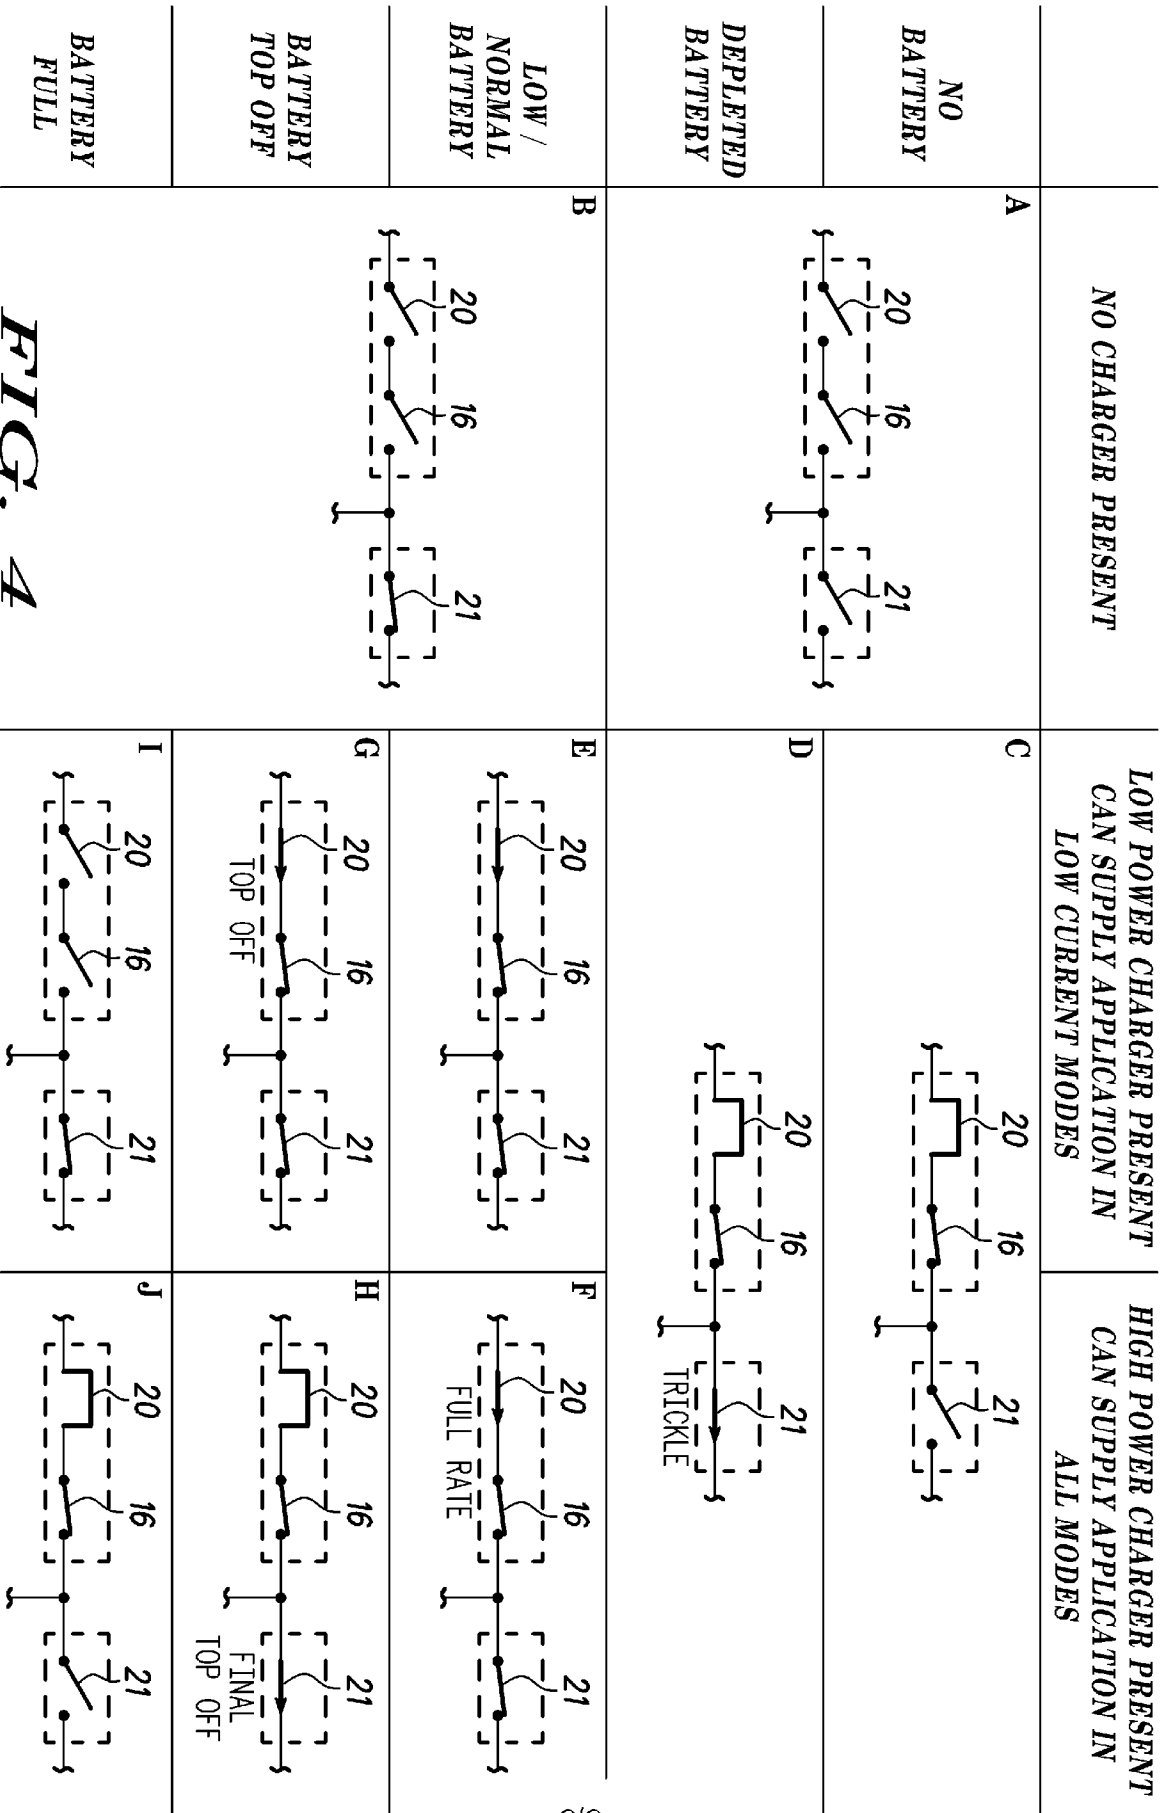 NO CHARGER PRESENT
LOW POWER CHARGER PRESENT
CAN SUPPLY APPLICATION IN
LOW CURRENT MODES
HIGH POWER CHARGER PRESENT
CAN SUPPLY APPLICATION IN
ALL MODES
NO
BATTERY
A
20
16
21
C
20
16
21
DEPLETED
BATTERY
D
20
16
21
TRICKLE
LOW /
NORMAL
BATTERY
B
20
16
21
E
20
16
21
F
20
16
21
FULL RATE
BATTERY
TOP OFF
G
20
16
21
TOP OFF
H
20
16
21
FINAL
TOP OFF
BATTERY
FULL
I
20
16
21
J
20
16
21
FIG. 4